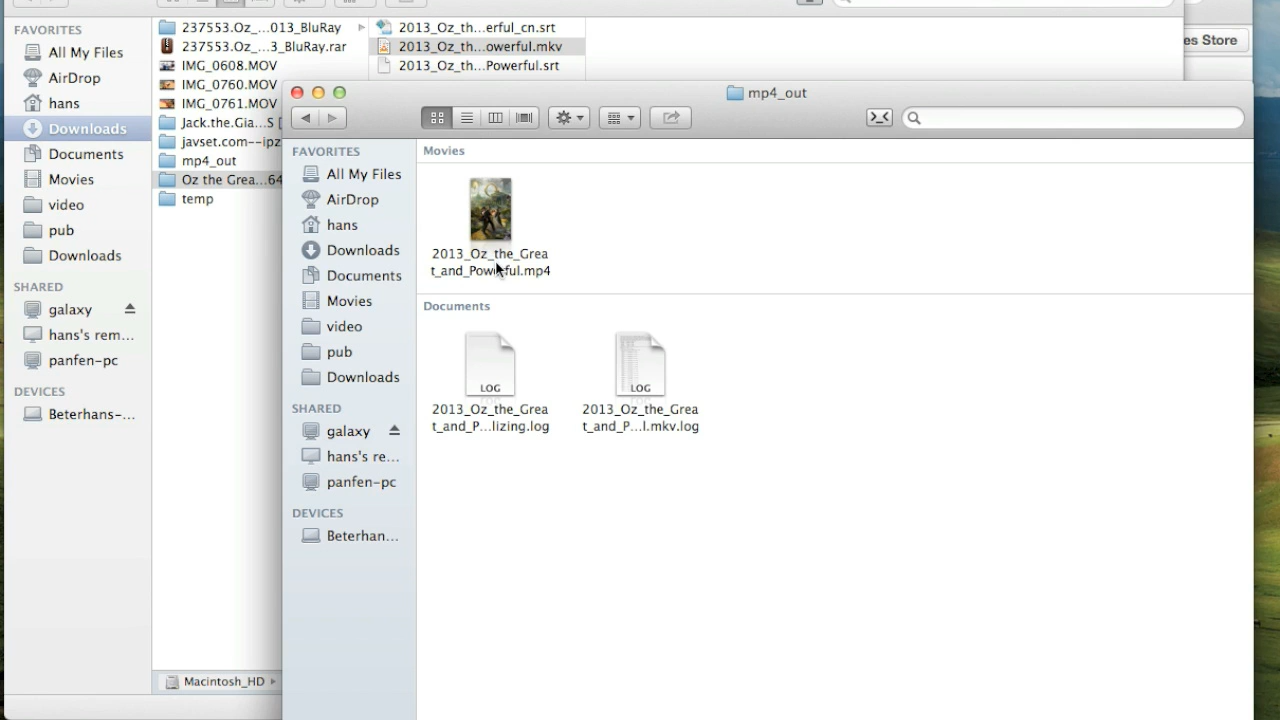 FAVORITES
All My Files
AirDrop
hans
Downloads
Documents
Movies
video
pub
Downloads
SHARED
galaxy
hans's rem...
panfen-pc
DEVICES
Beterhans-...
237553.Oz_...013_BluRay
237553.Oz_...3_BluRay.rar
IMG_0608.MOV
IMG_0760.MOV
IMG_0761.MOV
Jack.the.Gia...S [
javset.com--ipz
mp4_out
Oz the Grea...64
temp
Macintosh_HD
2013_Oz_th...erful_cn.srt
2013_Oz_th...owerful.mkv
2013_Oz_th...Powerful.srt
es Store
mp4_out
FAVORITES
All My Files
AirDrop
hans
Downloads
Documents
Movies
video
pub
Downloads
SHARED
galaxy
hans's re...
panfen-pc
DEVICES
Beterhan...
Movies
2013_Oz_the_Grea
t_and_Powerful.mp4
Documents
LOG
2013_Oz_the_Grea
t_and_P...lizing.log
LOG
2013_Oz_the_Grea
t_and_P...l.mkv.log